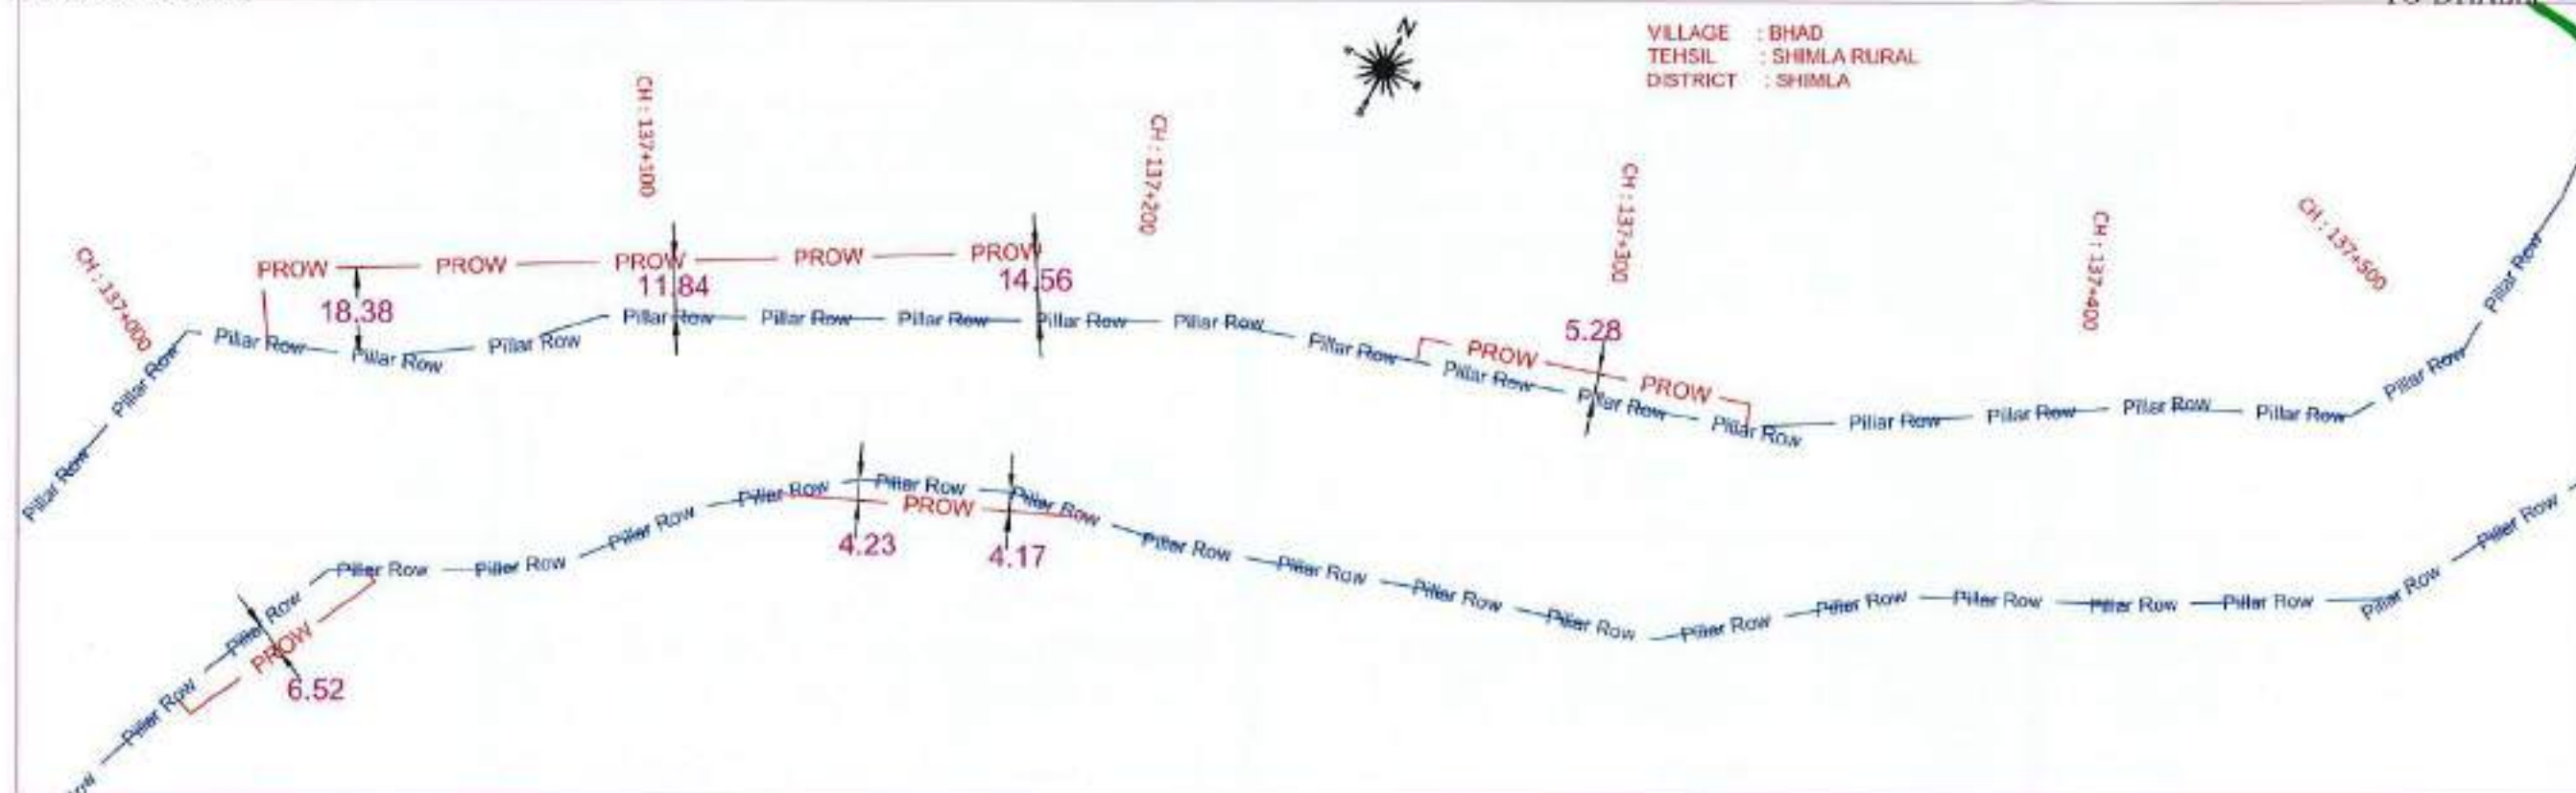 N
VILLAGE : BHAD
TEHSIL : SHIMLA RURAL
DISTRICT : SHIMLA
CH : 137+000
CH : 137+100
CH : 137+200
CH : 137+300
CH : 137+400
CH : 137+500
PROW PROW PROW PROW PROW
18.38
11.84
14.56
Pillar Row Pillar Row Pillar Row Pillar Row Pillar Row Pillar Row Pillar Row Pillar Row Pillar Row Pillar Row Pillar Row Pillar Row Pillar Row Pillar Row Pillar Row Pillar Row Pillar Row Pillar Row Pillar Row Pillar Row
5.28
PROW PROW
Pillar Row Pillar Row Pillar Row Pillar Row Pillar Row Pillar Row Pillar Row Pillar Row Pillar Row Pillar Row Pillar Row Pillar Row Pillar Row Pillar Row Pillar Row Pillar Row Pillar Row Pillar Row Pillar Row
PROW
4.23
4.17
PROW
6.52